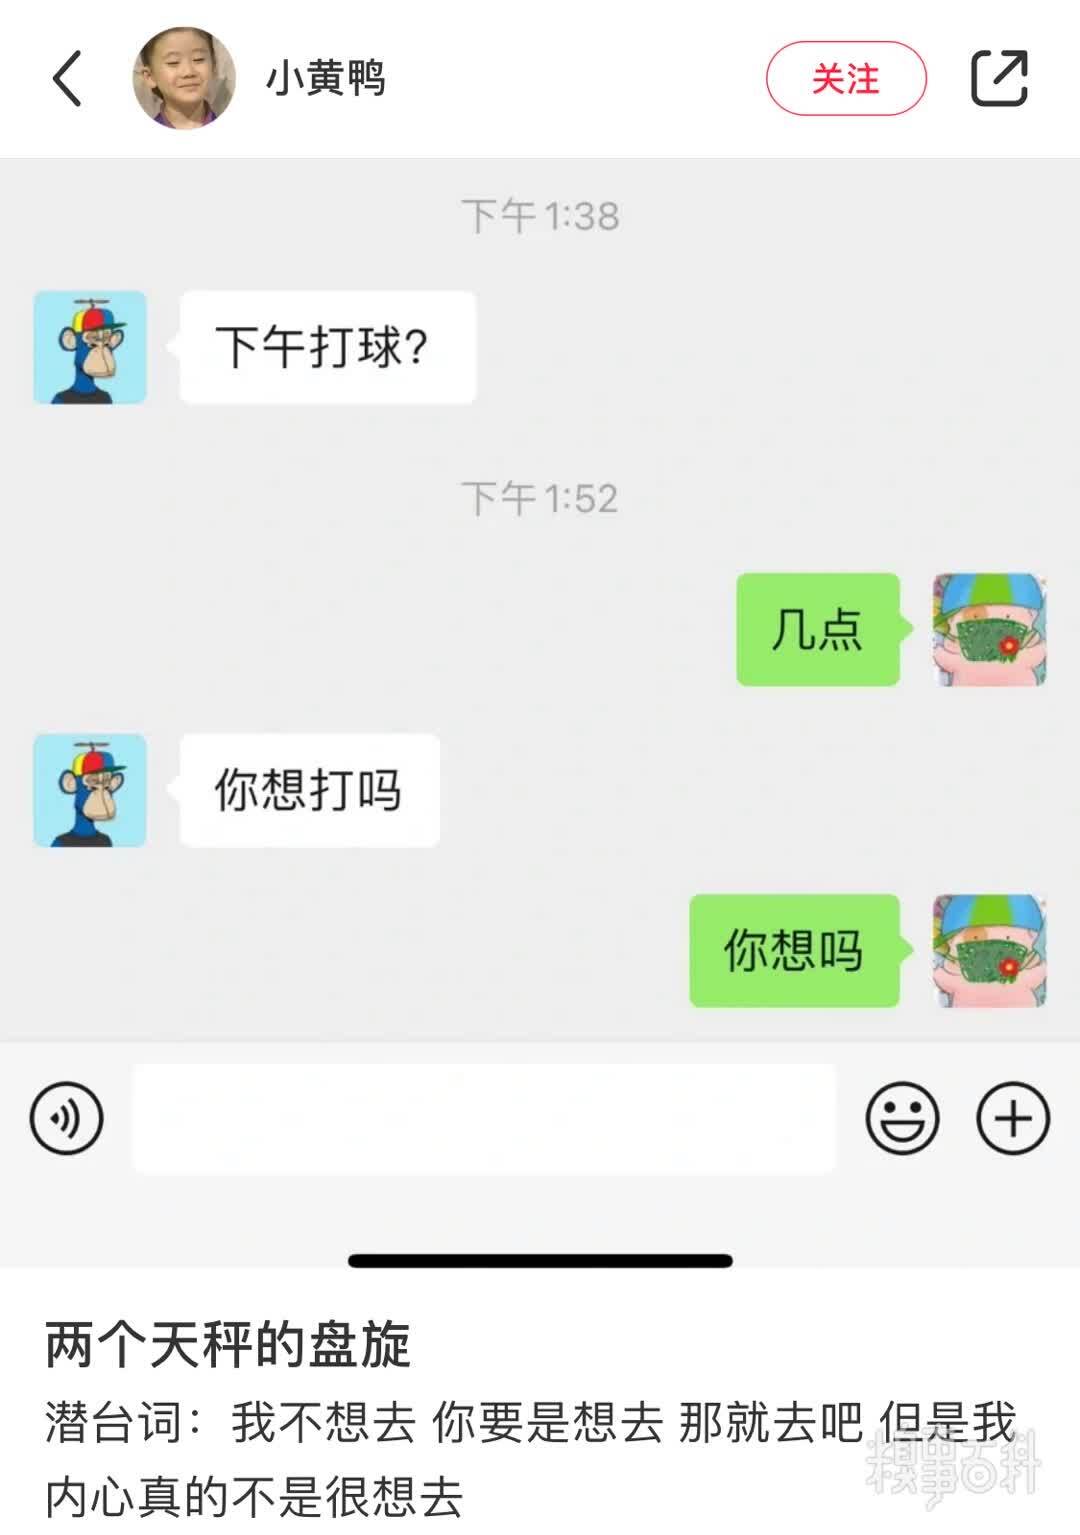 小黄鸭
关注
下午1:38
下午打球?
下午1:52
几点
你想打吗
你想吗
两个天秤的盘旋
潜台词：我不想去 你要是想去 那就去吧 但是我
内心真的不是很想去
糗事百科